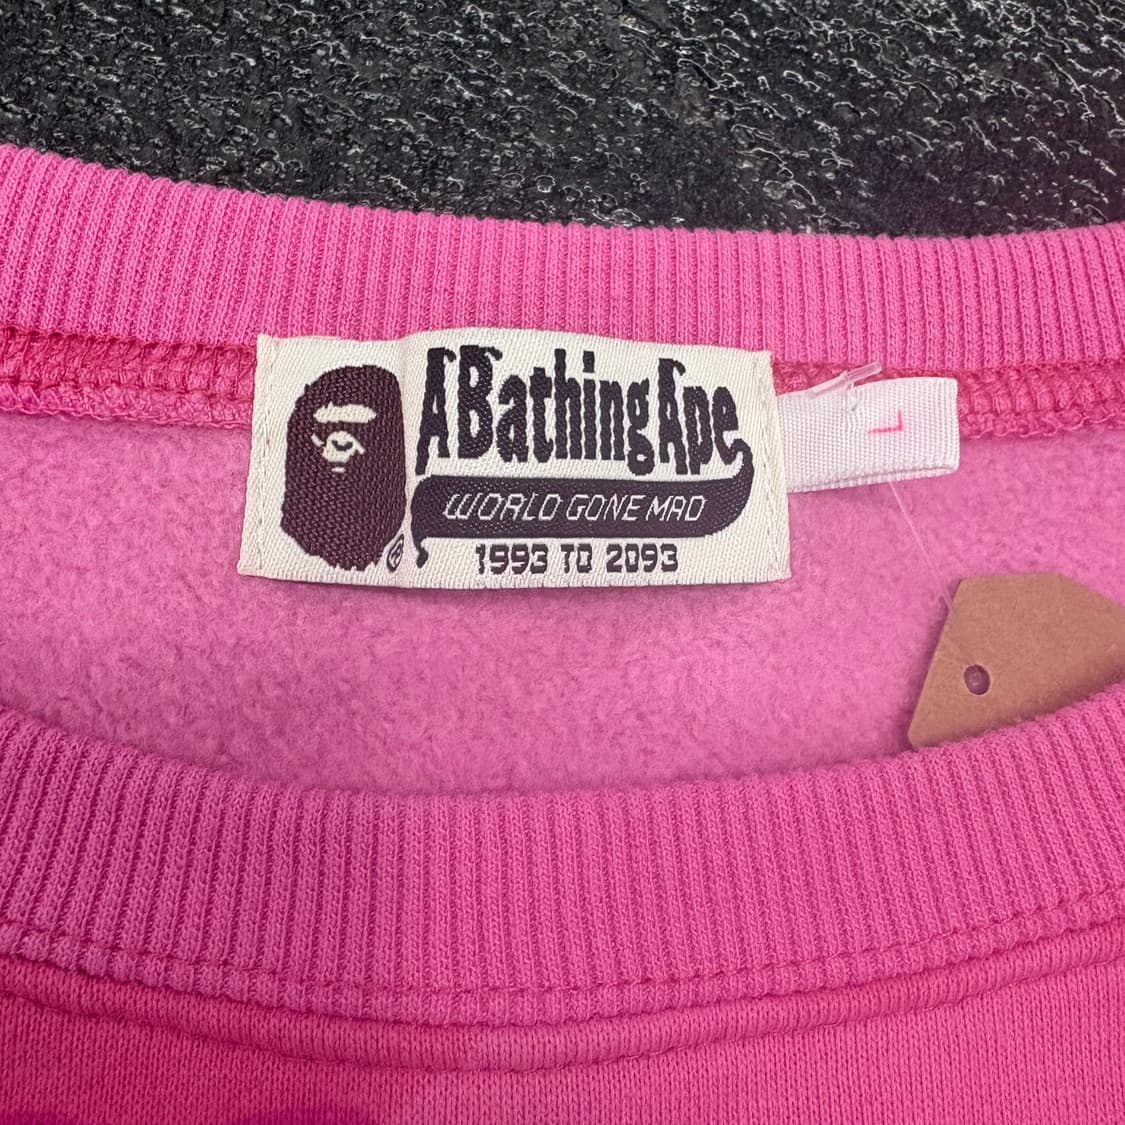 A Bathing Ape
WORLD GONE MAD
1993 TO 2093
L